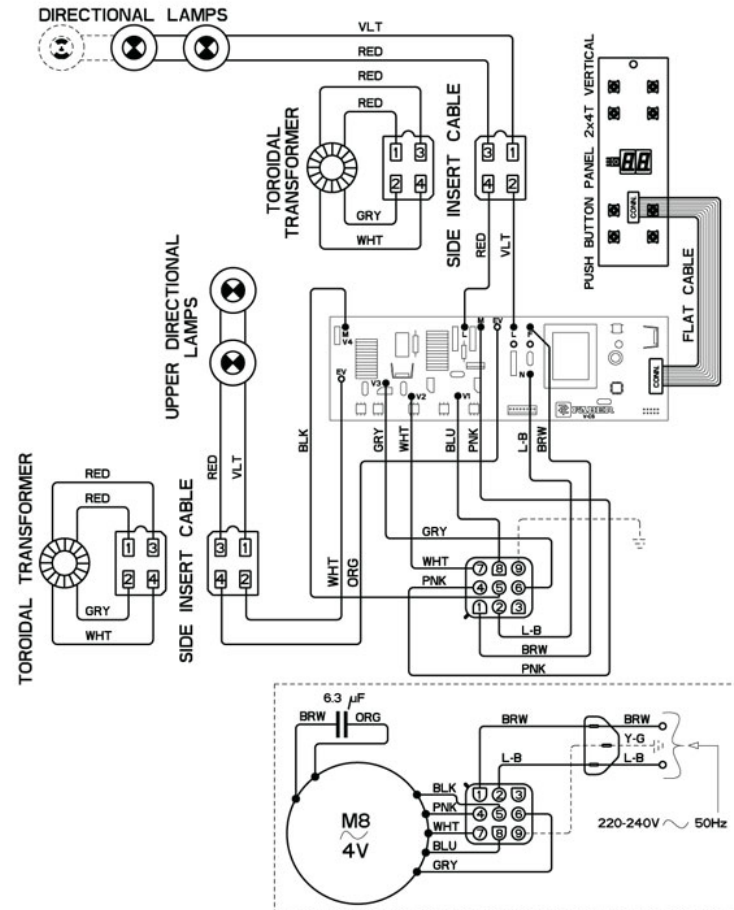 DIRECTIONAL LAMPS
VLT
RED
RED
RED
TOROIDAL
TRANSFORMER
1 3
2 4
GRY
WHT
SIDE INSERT CABLE
3 1
4 2
RED
VLT
PUSH BUTTON PANEL 2x4T VERTICAL
88
CONN.
FLAT CABLE
UPPER DIRECTIONAL
LAMPS
M
V4
L
M
EV
L
F
EV
V3
V2
V1
N
CONN.
FABER
BLK
GRY
WHT
BLU
PNK
L-B
BRW
RED
VLT
TOROIDAL TRANSFORMER
RED
RED
1 3
2 4
GRY
WHT
SIDE INSERT CABLE
3 1
4 2
WHT
ORG
GRY
WHT
PNK
7 8 9
4 5 6
1 2 3
L-B
BRW
PNK
6.3 µF
BRW
ORG
M8
4V
BLK
PNK
WHT
BLU
GRY
1 2 3
4 5 6
7 8 9
BRW
L-B
BRW
Y-G
L-B
220-240V ～ 50Hz